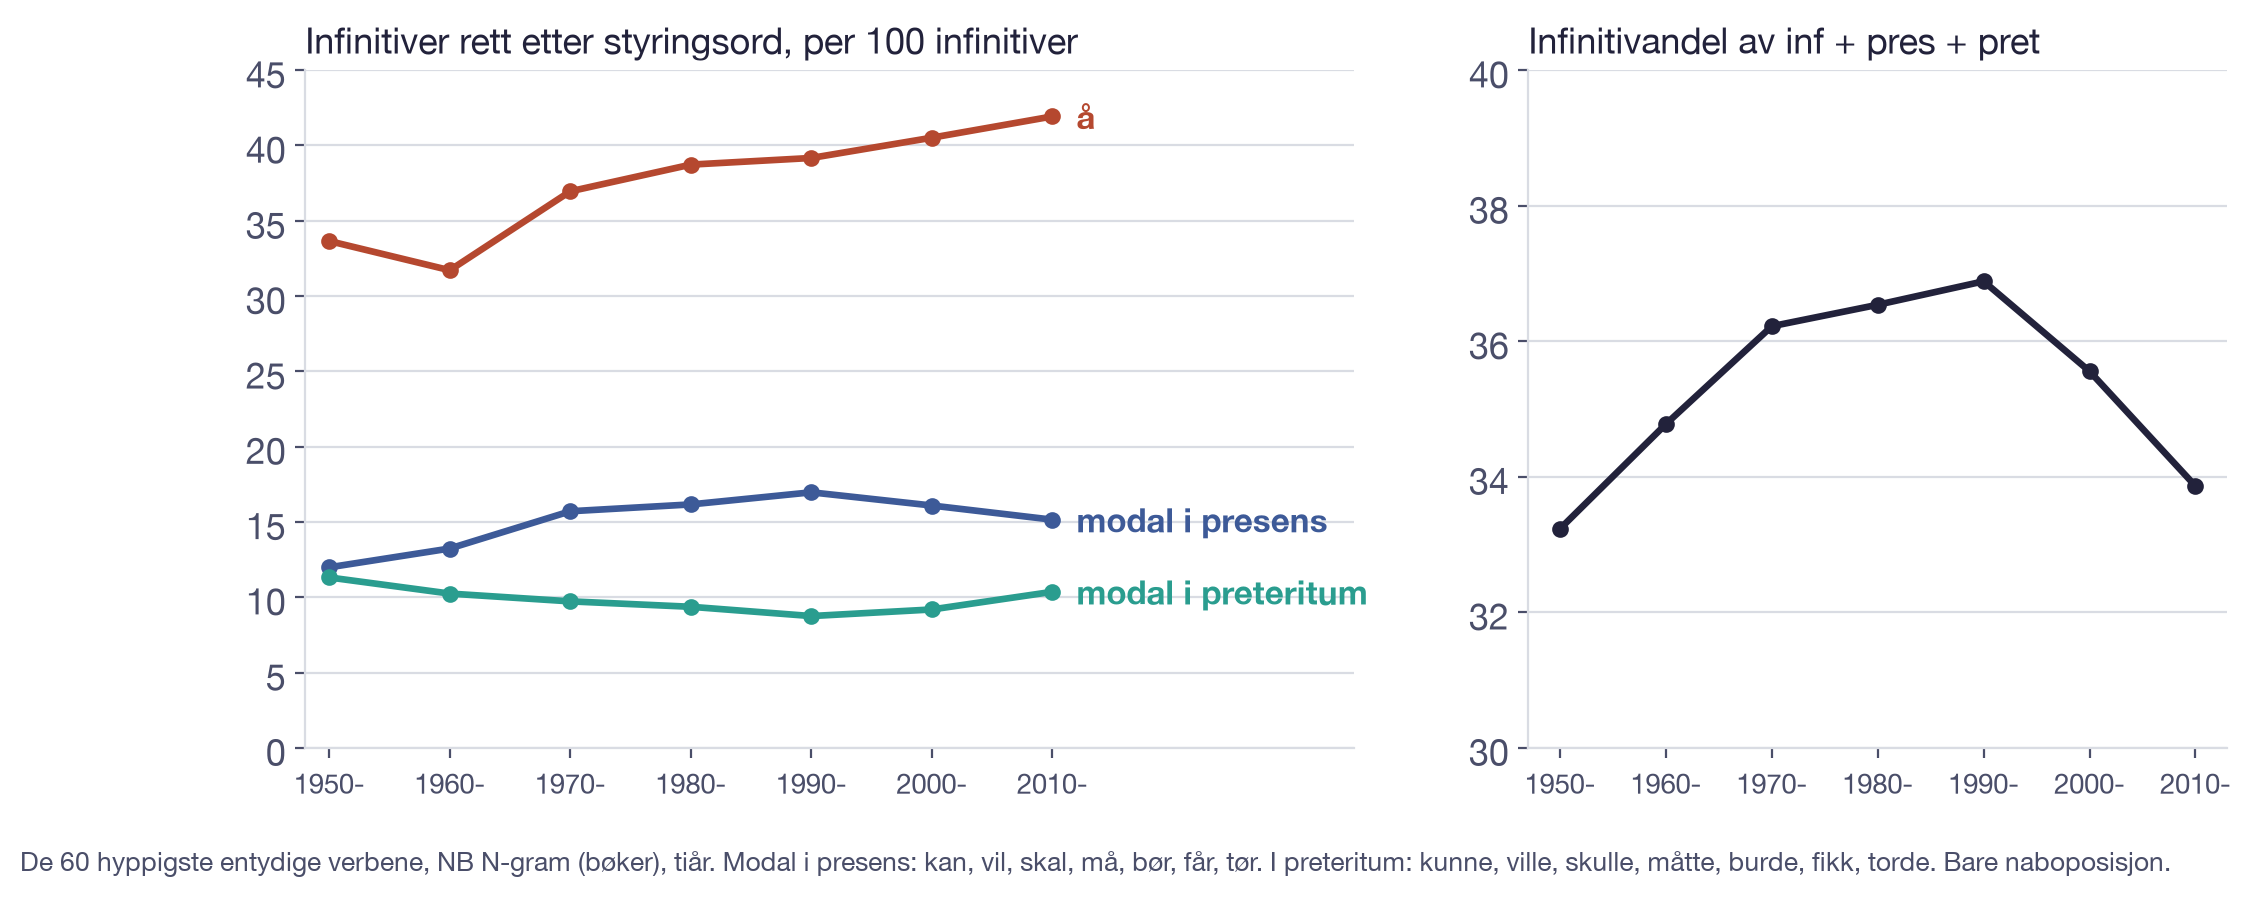 Infinitiver rett etter styringsord, per 100 infinitiver
45
40
35
30
25
20
15
10
5
0
1950- 1960- 1970- 1980- 1990- 2000- 2010-
å
modal i presens
modal i preteritum
Infinitivandel av inf + pres + pret
40
38
36
34
32
30
1950- 1960- 1970- 1980- 1990- 2000- 2010-
De 60 hyppigste entydige verbene, NB N-gram (bøker), tiår. Modal i presens: kan, vil, skal, må, bør, får, tør. I preteritum: kunne, ville, skulle, måtte, burde, fikk, torde. Bare naboposisjon.